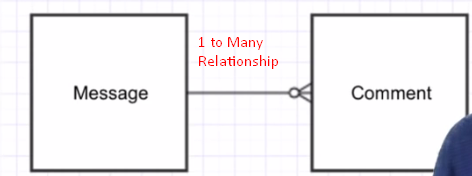 1 to Many
Relationship
Message
Comment